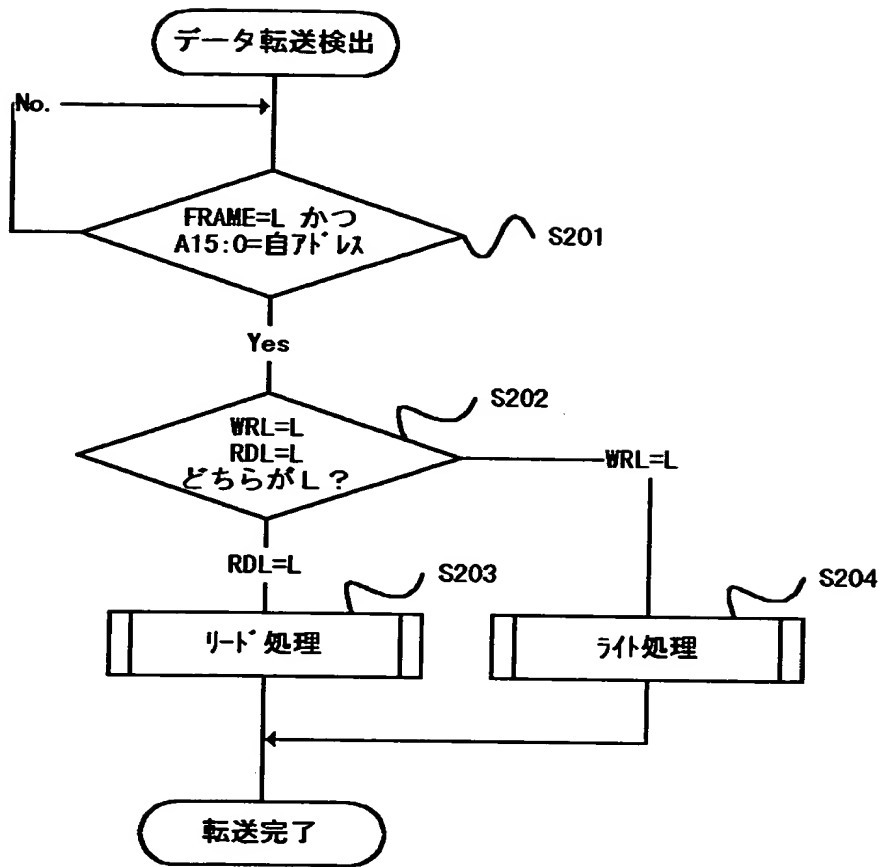 データ転送検出
No.
FRAME=L かつ
A15:0=自ｱﾄﾞﾚｽ
S201
Yes
S202
WRL=L
RDL=L
どちらがL？
WRL=L
RDL=L
S203
S204
ﾘｰﾄﾞ処理
ﾗｲﾄ処理
転送完了